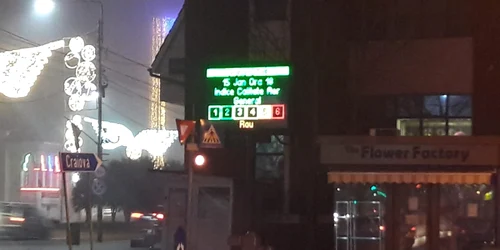 15 Jan Ora 18
Indice Calitate Aer
General
1 2 3 4 5 6
Rau
Craiova
The Flower Factory